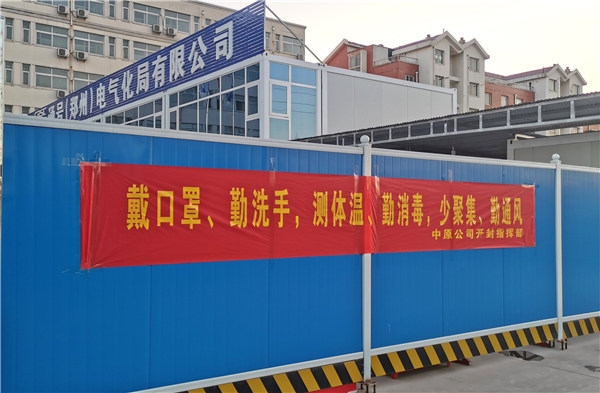 (郑州)电气化局有限公司
戴口罩、勤洗手,测体温、勤消毒,少聚集、勤通风
中原公司开封指挥部